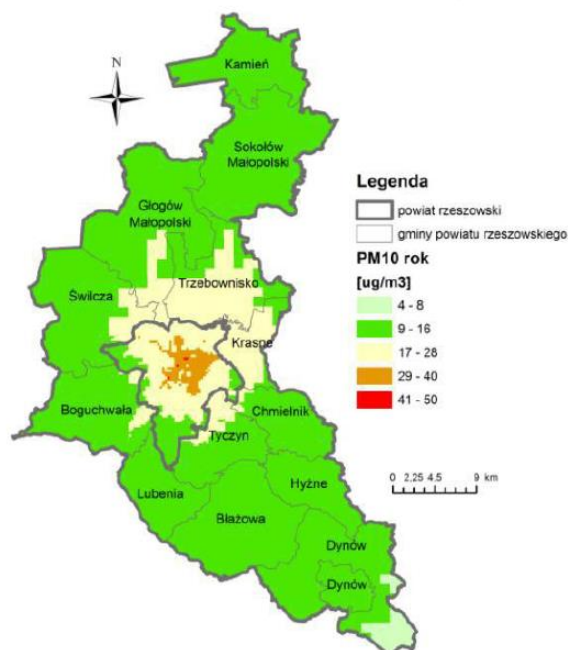 N
Kamień
Sokołów
Małopolski
Głogów
Małopolski
Trzebownisko
Świlcza
Kraspe
Boguchwała
Chmielnik
Tyczyn
Lubenia
Hyżne
Błażowa
Dynów
Dynów
Legenda
powiat rzeszowski
gminy powiatu rzeszowskiego
PM10 rok
[ug/m3]
4 - 8
9 - 16
17 - 28
29 - 40
41 - 50
0 2,25 4,5 9 km